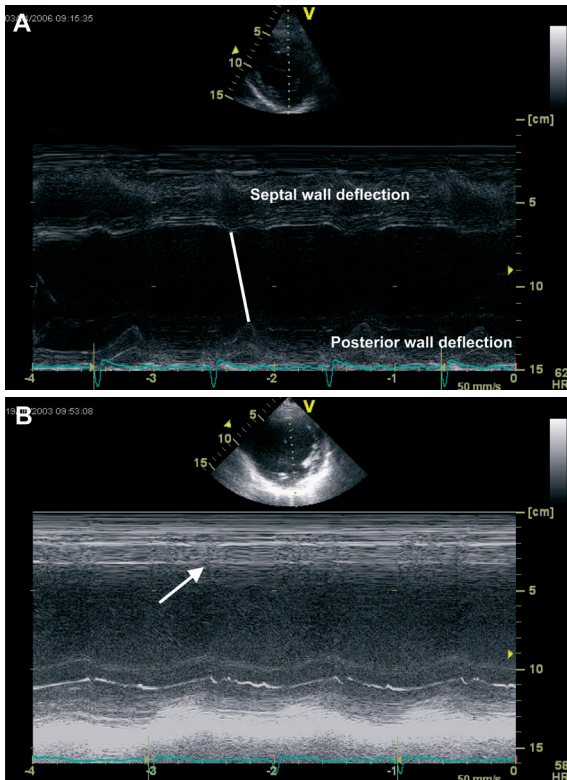 A
2006 09:15:35
V
5
10
15
[cm]
Septal wall deflection
5
10
Posterior wall deflection
15
-4
-3
-2
-1
0
62
50 mm/s
HR
B
2003 09:53:08
V
5
10
15
[cm]
5
10
15
-4
-3
-2
-1
0
58
50 mm/s
HR